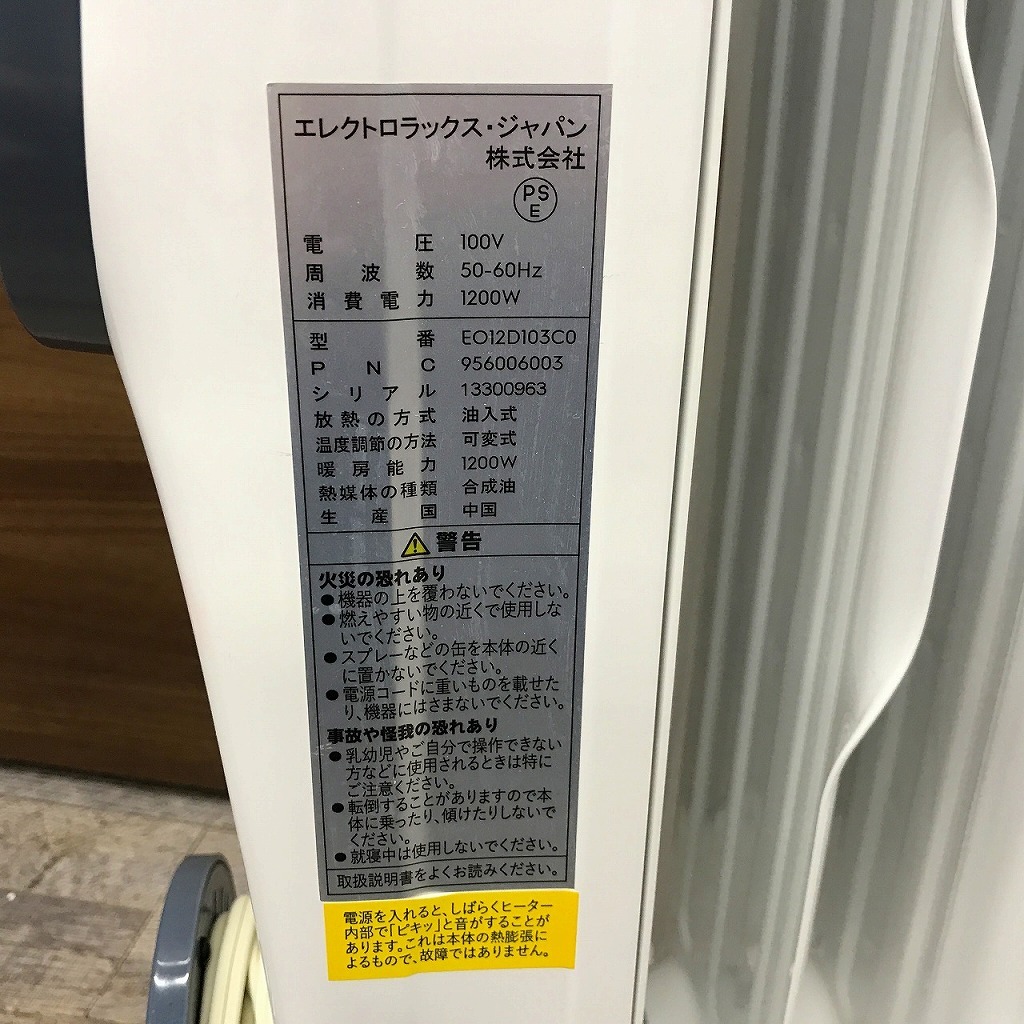 エレクトロラックス・ジャパン
株式会社
PS
E
電圧 100V
周波数 50-60Hz
消費電力 1200W
型番 EO12D103C0
PNC 956006003
シリアル 13300963
放熱の方式 油入式
温度調節の方法 可変式
暖房能力 1200W
熱媒体の種類 合成油
生産国 中国
警告
火災の恐れあり
●機器の上を覆わないでください。
●燃えやすい物の近くで使用しな
いでください。
●スプレーなどの缶を本体の近く
に置かないでください。
●電源コードに重いものを載せた
り、機器にはさまないでください。
事故や怪我の恐れあり
●乳幼児やご自分で操作できない
方などに使用されるときは特に
ご注意ください。
●転倒することがありますので本
体に乗ったり、傾けたりしないで
ください。
●就寝中は使用しないでください。
取扱説明書をよくお読みください。
電源を入れると、しばらくヒーター
内部で「ピキッ」と音がすることが
あります。これは本体の熱膨張に
よるもので、故障ではありません。